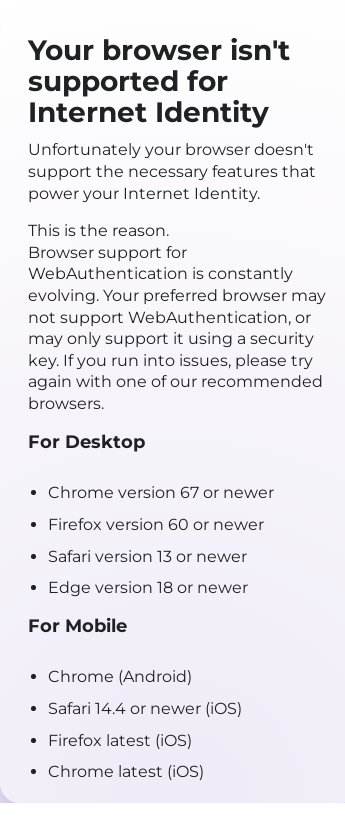 Your browser isn't
supported for
Internet Identity
Unfortunately your browser doesn't
support the necessary features that
power your Internet Identity.
This is the reason.
Browser support for
WebAuthentication is constantly
evolving. Your preferred browser may
not support WebAuthentication, or
may only support it using a security
key. If you run into issues, please try
again with one of our recommended
browsers.
For Desktop
• Chrome version 67 or newer
• Firefox version 60 or newer
• Safari version 13 or newer
• Edge version 18 or newer
For Mobile
• Chrome (Android)
• Safari 14.4 or newer (iOS)
• Firefox latest (iOS)
• Chrome latest (iOS)